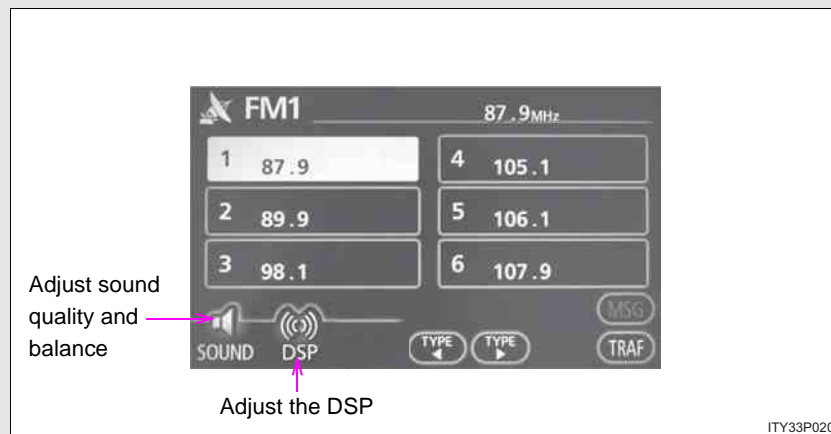 FM1 87.9MHz
1 87.9
4 105.1
2 89.9
5 106.1
3 98.1
6 107.9
Adjust sound
quality and
balance
MSG
SOUND DSP TYPE TYPE TRAF
Adjust the DSP
ITY33P020